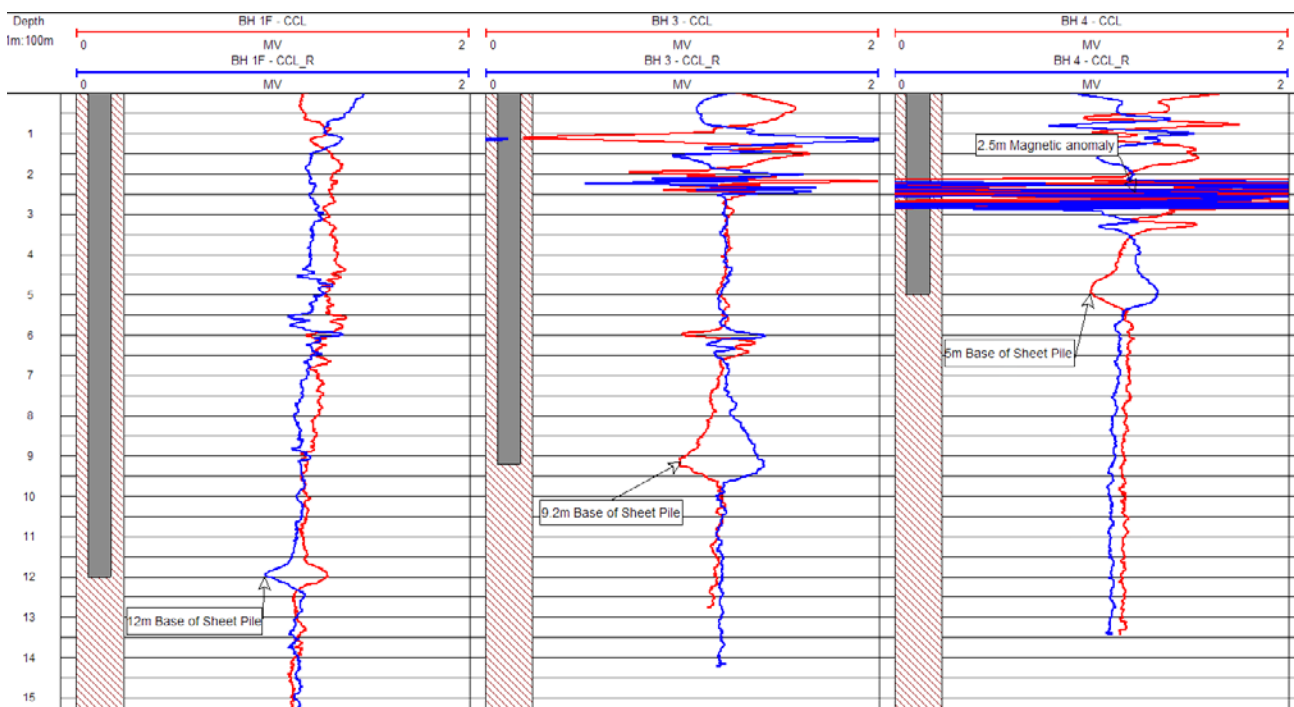 Depth
1m:100m
BH 1F - CCL
0 MV 2
BH 1F - CCL_R
0 MV 2
BH 3 - CCL
0 MV 2
BH 3 - CCL_R
0 MV 2
BH 4 - CCL
0 MV 2
BH 4 - CCL_R
0 MV 2
1
2
3
4
5
6
7
8
9
10
11
12
13
14
15
12m Base of Sheet Pile
9.2m Base of Sheet Pile
2.5m Magnetic anomaly
5m Base of Sheet Pile